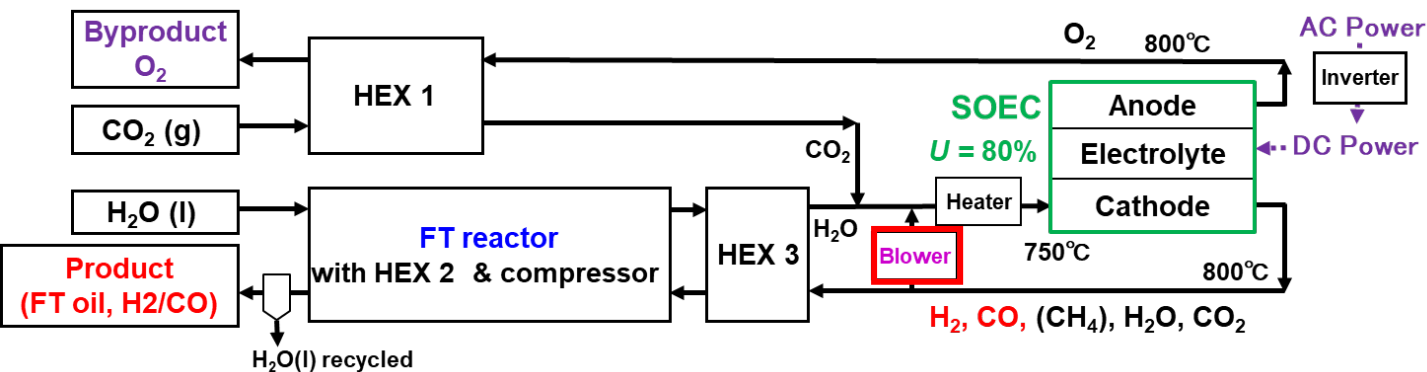 Byproduct
O₂
CO₂ (g)
HEX 1
O₂
800℃
AC Power
Inverter
DC Power
SOEC
U = 80%
Anode
Electrolyte
Cathode
CO₂
H₂O (l)
FT reactor
with HEX 2 & compressor
HEX 3
H₂O
Heater
Blower
750℃
800℃
Product
(FT oil, H2/CO)
H₂, CO, (CH₄), H₂O, CO₂
H₂O(l) recycled